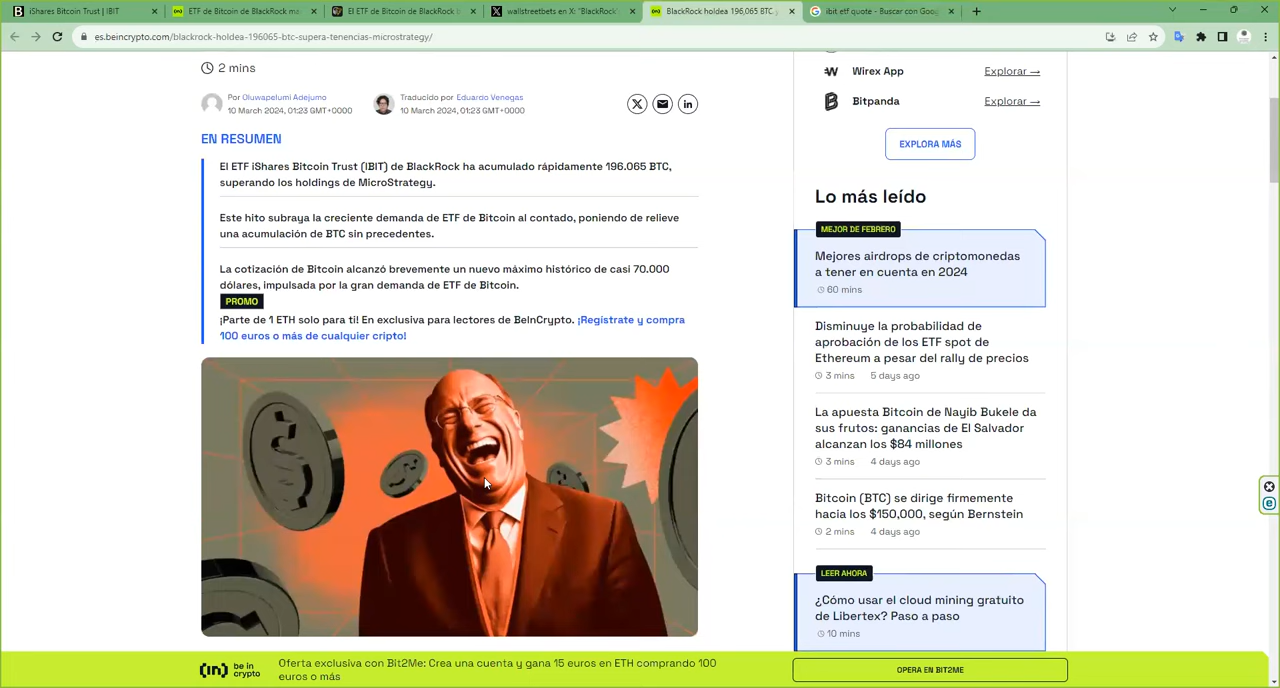 iShares Bitcoin Trust | IBIT
ETF de Bitcoin de BlackRock ma
El ETF de Bitcoin de BlackRock b
wallstreetbets en X: "BlackRock'
BlackRock holdea 196,065 BTC y
ibit etf quote - Buscar con Goog
es.beincrypto.com/blackrock-holdea-196065-btc-supera-tenencias-microstrategy/
2 mins
Por Oluwapelumi Adejumo
10 March 2024, 01:23 GMT+0000
Traducido por Eduardo Venegas
10 March 2024, 01:23 GMT+0000
EN RESUMEN
El ETF iShares Bitcoin Trust (IBIT) de BlackRock ha acumulado rápidamente 196.065 BTC,
superando los holdings de MicroStrategy.
Este hito subraya la creciente demanda de ETF de Bitcoin al contado, poniendo de relieve
una acumulación de BTC sin precedentes.
La cotización de Bitcoin alcanzó brevemente un nuevo máximo histórico de casi 70.000
dólares, impulsada por la gran demanda de ETF de Bitcoin.
PROMO
¡Parte de 1 ETH solo para ti! En exclusiva para lectores de BeInCrypto. ¡Regístrate y compra
100 euros o más de cualquier cripto!
Wirex App
Explorar →
Bitpanda
Explorar →
EXPLORA MÁS
Lo más leído
MEJOR DE FEBRERO
Mejores airdrops de criptomonedas
a tener en cuenta en 2024
60 mins
Disminuye la probabilidad de
aprobación de los ETF spot de
Ethereum a pesar del rally de precios
3 mins 5 days ago
La apuesta Bitcoin de Nayib Bukele da
sus frutos: ganancias de El Salvador
alcanzan los $84 millones
3 mins 4 days ago
Bitcoin (BTC) se dirige firmemente
hacia los $150,000, según Bernstein
2 mins 4 days ago
LEER AHORA
¿Cómo usar el cloud mining gratuito
de Libertex? Paso a paso
10 mins
be in
crypto
Oferta exclusiva con Bit2Me: Crea una cuenta y gana 15 euros en ETH comprando 100
euros o más
OPERA EN BIT2ME